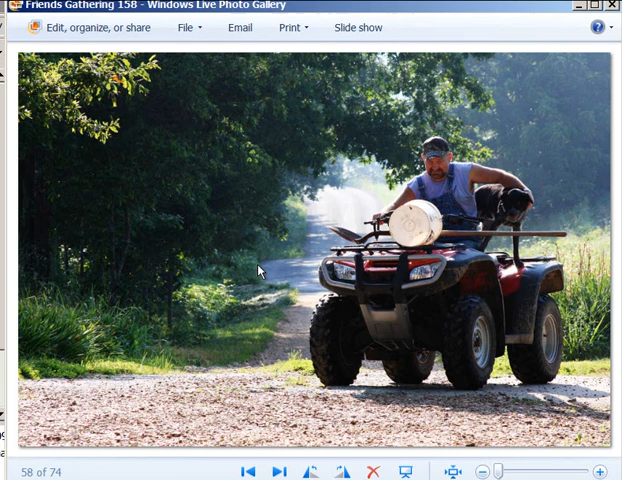 Friends Gathering 158 - Windows Live Photo Gallery
Edit, organize, or share File Email Print Slide show
58 of 74